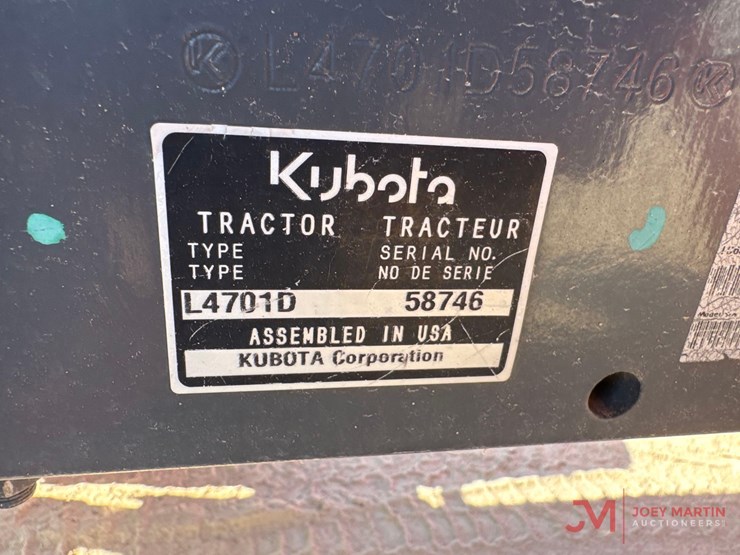 K L4701D58746 K
Kubota
TRACTOR TRACTEUR
TYPE SERIAL NO.
TYPE NO DE SERIE
L4701D 58746
ASSEMBLED IN USA
KUBOTA Corporation
JM JOEY MARTIN
AUCTIONEERS